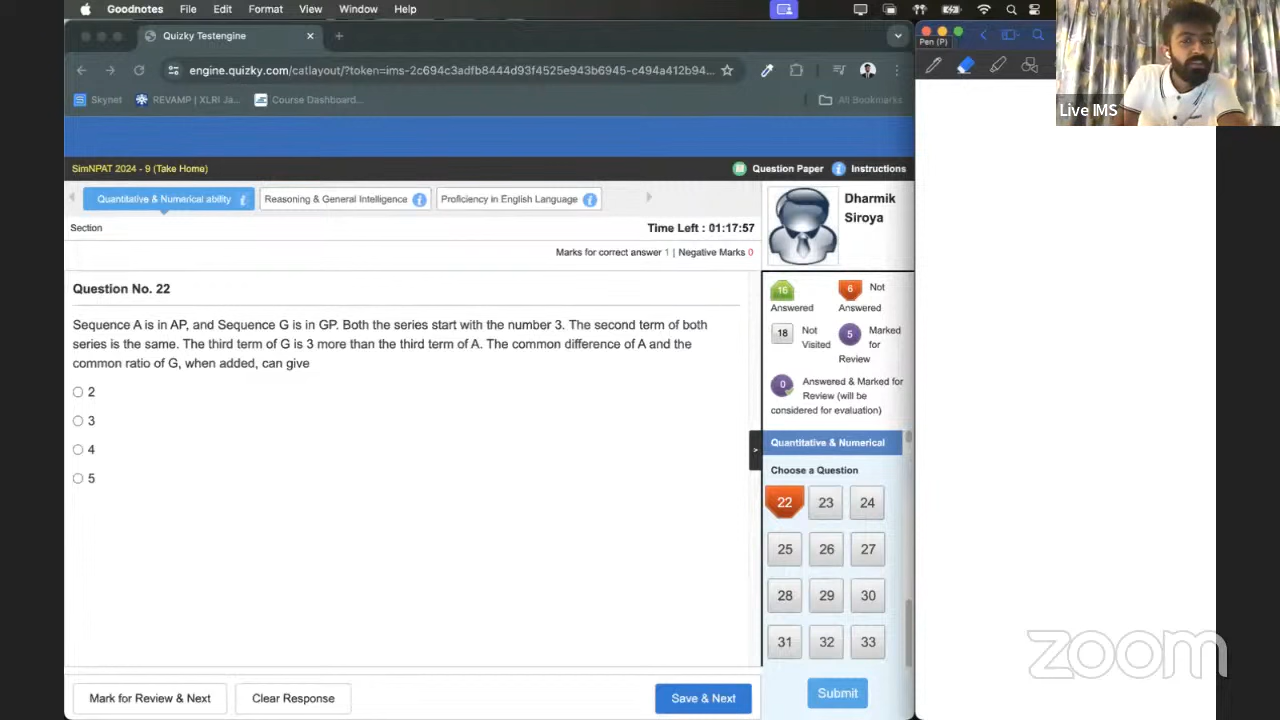 Goodnotes File Edit Format View Window Help
Quizky Testengine
Pen (P)
engine.quizky.com/catlayout/?token=ims-2c694c3adfb8444d93f4525e943b6945-c494a412b94...
Skynet REVAMP | XLRI Ja... Course Dashboard... All Bookmarks
Live IMS
SimNPAT 2024 - 9 (Take Home) Question Paper Instructions
Quantitative & Numerical ability Reasoning & General Intelligence Proficiency in English Language
Dharmik
Siroya
Section Time Left : 01:17:57
Marks for correct answer 1 | Negative Marks 0
Question No. 22
Sequence A is in AP, and Sequence G is in GP. Both the series start with the number 3. The second term of both
series is the same. The third term of G is 3 more than the third term of A. The common difference of A and the
common ratio of G, when added, can give
2
3
4
5
16 Answered
6 Not Answered
18 Not Visited
5 Marked for Review
0 Answered & Marked for
Review (will be
considered for evaluation)
Quantitative & Numerical
Choose a Question
22 23 24
25 26 27
28 29 30
31 32 33
Mark for Review & Next Clear Response Save & Next Submit
zoom